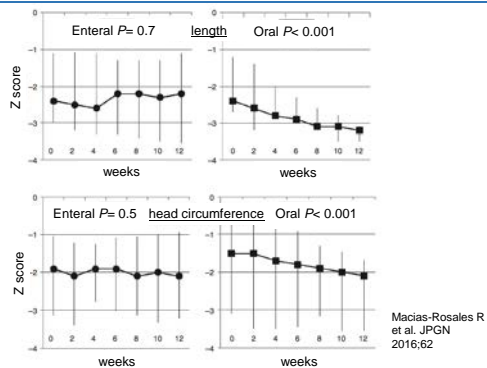 Enteral P= 0.7 length Oral P< 0.001
0 0
−1 −1
−2 −2
−3 −3
−4 −4
Z score
0 2 4 6 8 10 12 0 2 4 6 8 10 12
weeks weeks
Enteral P= 0.5 head circumference Oral P< 0.001
0 0
−1 −1
−2 −2
−3 −3
−4 −4
Z score
0 2 4 6 8 10 12 0 2 4 6 8 10 12
weeks weeks
Macias-Rosales R
et al. JPGN
2016;62